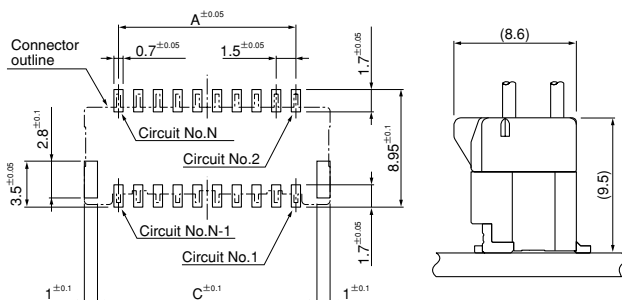 A±0.05
Connector
outline
0.7±0.05
1.5±0.05
1.7±0.05
(8.6)
Circuit No.N
Circuit No.2
2.8±0.1
3.5±0.05
8.95±0.1
(9.5)
Circuit No.N-1
Circuit No.1
1.7±0.05
1±0.1
C±0.1
1±0.1